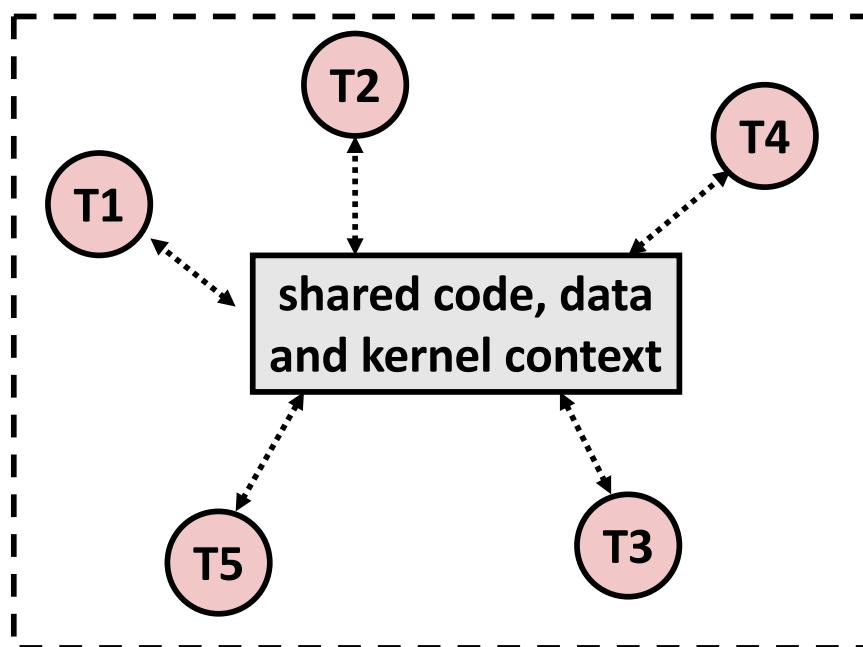 T2
T4
T1
shared code, data
and kernel context
T3
T5